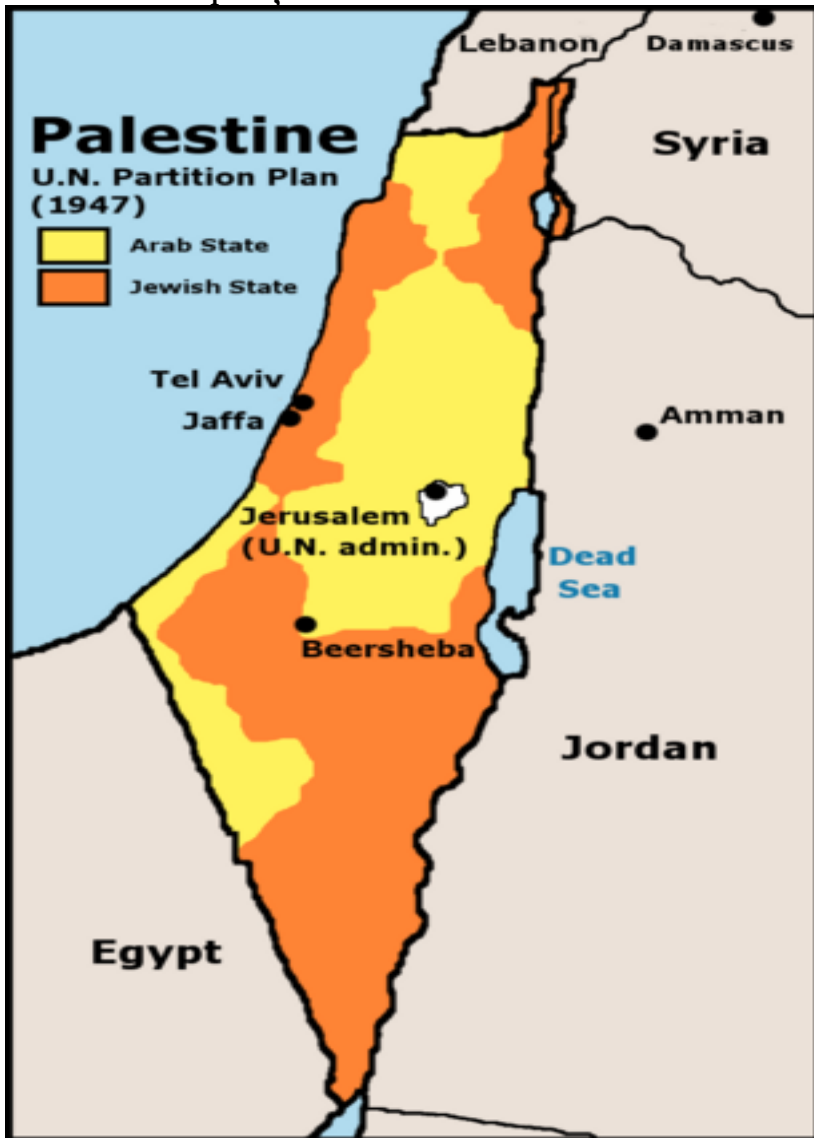 Lebanon
Damascus
Palestine
U.N. Partition Plan
(1947)
Syria
Arab State
Jewish State
Tel Aviv
Jaffa
Amman
Jerusalem
(U.N. admin.)
Dead
Sea
Beersheba
Jordan
Egypt